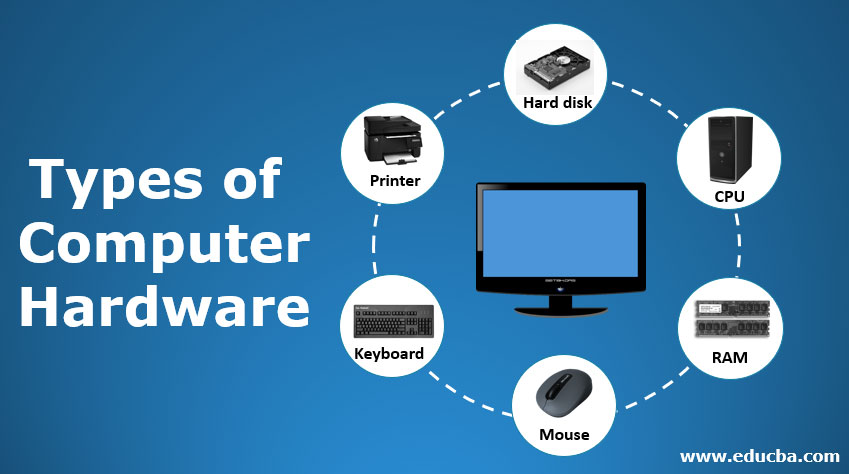 Types of
Computer
Hardware
Hard disk
CPU
RAM
Mouse
Keyboard
Printer
www.educba.com